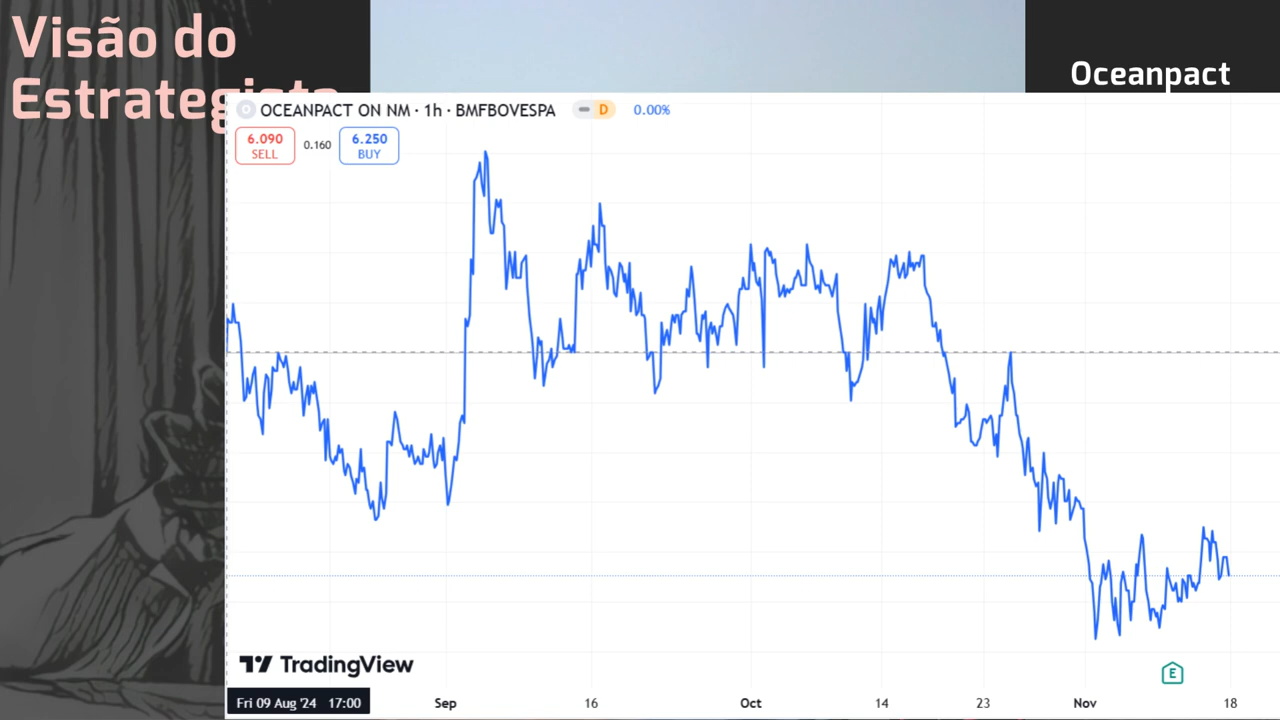 Visão do
Estrategista
Oceanpact
D OCEANPACT ON NM · 1h · BMFBOVESPA D 0.00%
6.090 0.160 6.250
SELL BUY
TradingView
E
Fri 09 Aug '24 17:00 Sep 16 Oct 14 23 Nov 18